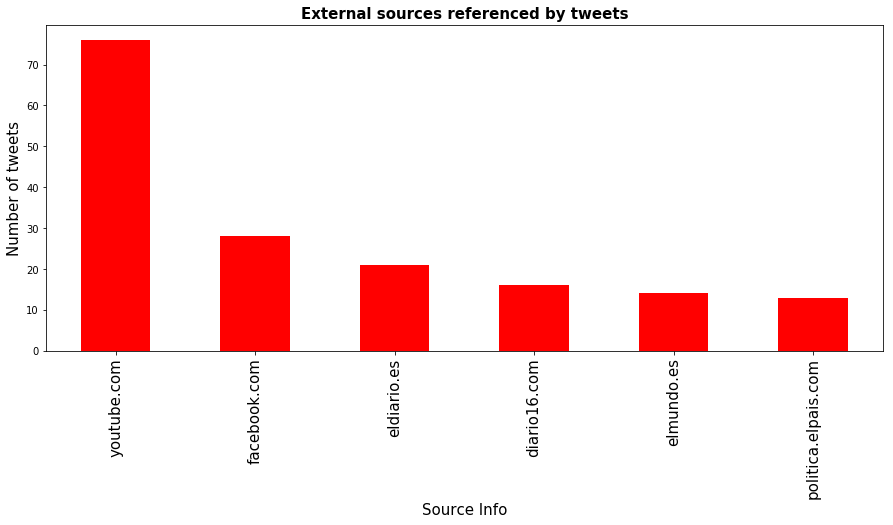 External sources referenced by tweets
Number of tweets
70
60
50
40
30
20
10
0
youtube.com
facebook.com
eldiario.es
diario16.com
elmundo.es
politica.elpais.com
Source Info